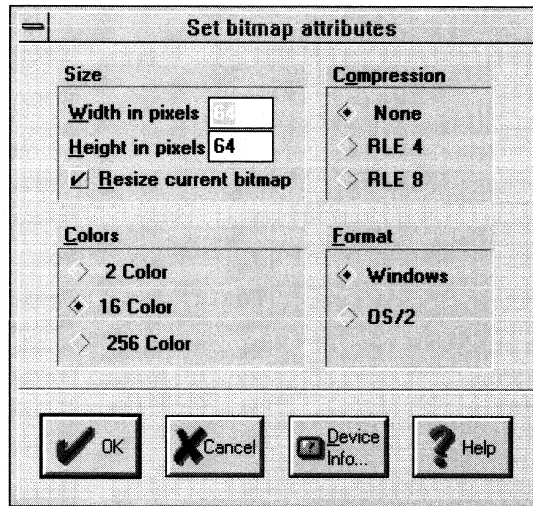 Set bitmap attributes
Size
Width in pixels 64
Height in pixels 64
Resize current bitmap
Compression
None
RLE 4
RLE 8
Colors
2 Color
16 Color
256 Color
Format
Windows
OS/2
OK
Cancel
Device
Info...
Help